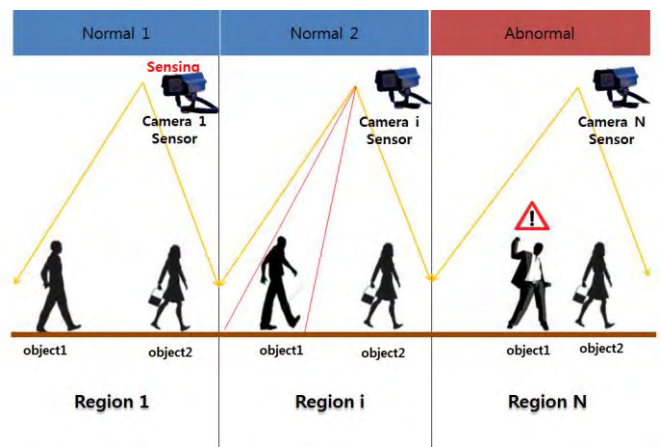 Normal 1
Normal 2
Abnormal
Sensing
Camera 1
Sensor
Camera i
Sensor
Camera N
Sensor
!
object1
object2
object1
object2
object1
object2
Region 1
Region i
Region N